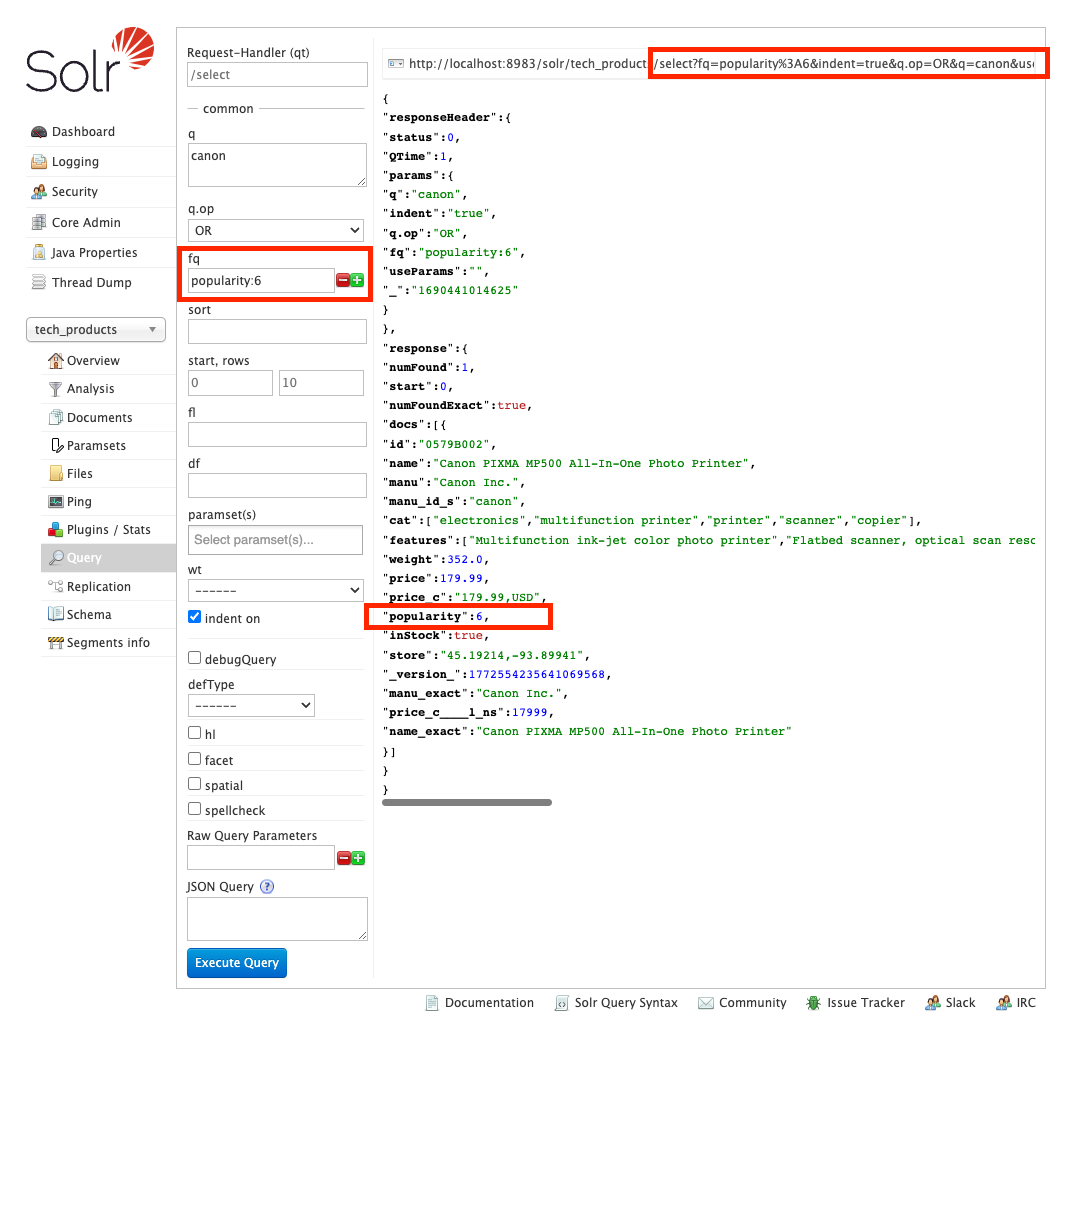 Solr
Dashboard
Logging
Security
Core Admin
Java Properties
Thread Dump
tech_products
Overview
Analysis
Documents
Paramsets
Files
Ping
Plugins / Stats
Query
Replication
Schema
Segments info
Request-Handler (qt)
/select
common
q
canon
q.op
OR
fq
popularity:6
sort
start, rows
0 10
fl
df
paramset(s)
Select paramset(s)...
wt
------
indent on
debugQuery
defType
------
hl
facet
spatial
spellcheck
Raw Query Parameters
JSON Query ?
Execute Query
http://localhost:8983/solr/tech_products/select?fq=popularity%3A6&indent=true&q.op=OR&q=canon&use
{
"responseHeader":{
"status":0,
"QTime":1,
"params":{
"q":"canon",
"indent":"true",
"q.op":"OR",
"fq":"popularity:6",
"useParams":"",
"_":"1690441014625"
}
},
"response":{
"numFound":1,
"start":0,
"numFoundExact":true,
"docs":[{
"id":"0579B002",
"name":"Canon PIXMA MP500 All-In-One Photo Printer",
"manu":"Canon Inc.",
"manu_id_s":"canon",
"cat":["electronics","multifunction printer","printer","scanner","copier"],
"features":["Multifunction ink-jet color photo printer","Flatbed scanner, optical scan reso
"weight":352.0,
"price":179.99,
"price_c":"179.99,USD",
"popularity":6,
"inStock":true,
"store":"45.19214,-93.89941",
"_version_":1772554235641069568,
"manu_exact":"Canon Inc.",
"price_c____l_ns":17999,
"name_exact":"Canon PIXMA MP500 All-In-One Photo Printer"
}]
}
}
Documentation Solr Query Syntax Community Issue Tracker Slack IRC